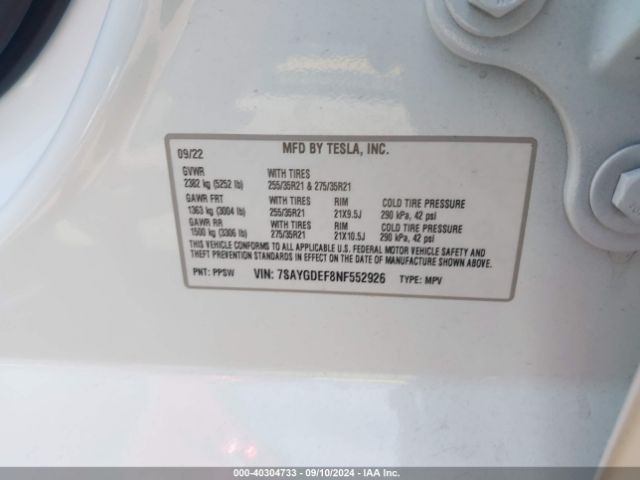 09/22 MFD BY TESLA, INC.
GVWR WITH TIRES
2382 kg (5252 lb) 255/35R21 & 275/35R21
GAWR FRT WITH TIRES RIM COLD TIRE PRESSURE
1363 kg (3004 lb) 255/35R21 21X9.5J 290 kPa, 42 psi
GAWR RR WITH TIRES RIM COLD TIRE PRESSURE
1500 kg (3306 lb) 275/35R21 21X10.5J 290 kPa, 42 psi
THIS VEHICLE CONFORMS TO ALL APPLICABLE U.S. FEDERAL MOTOR VEHICLE SAFETY AND
THEFT PREVENTION STANDARDS IN EFFECT ON THE DATE OF MANUFACTURE SHOWN ABOVE.
PNT: PPSW VIN: 7SAYGDEF8NF552926 TYPE: MPV
000-40304733 - 09/10/2024 - IAA Inc.